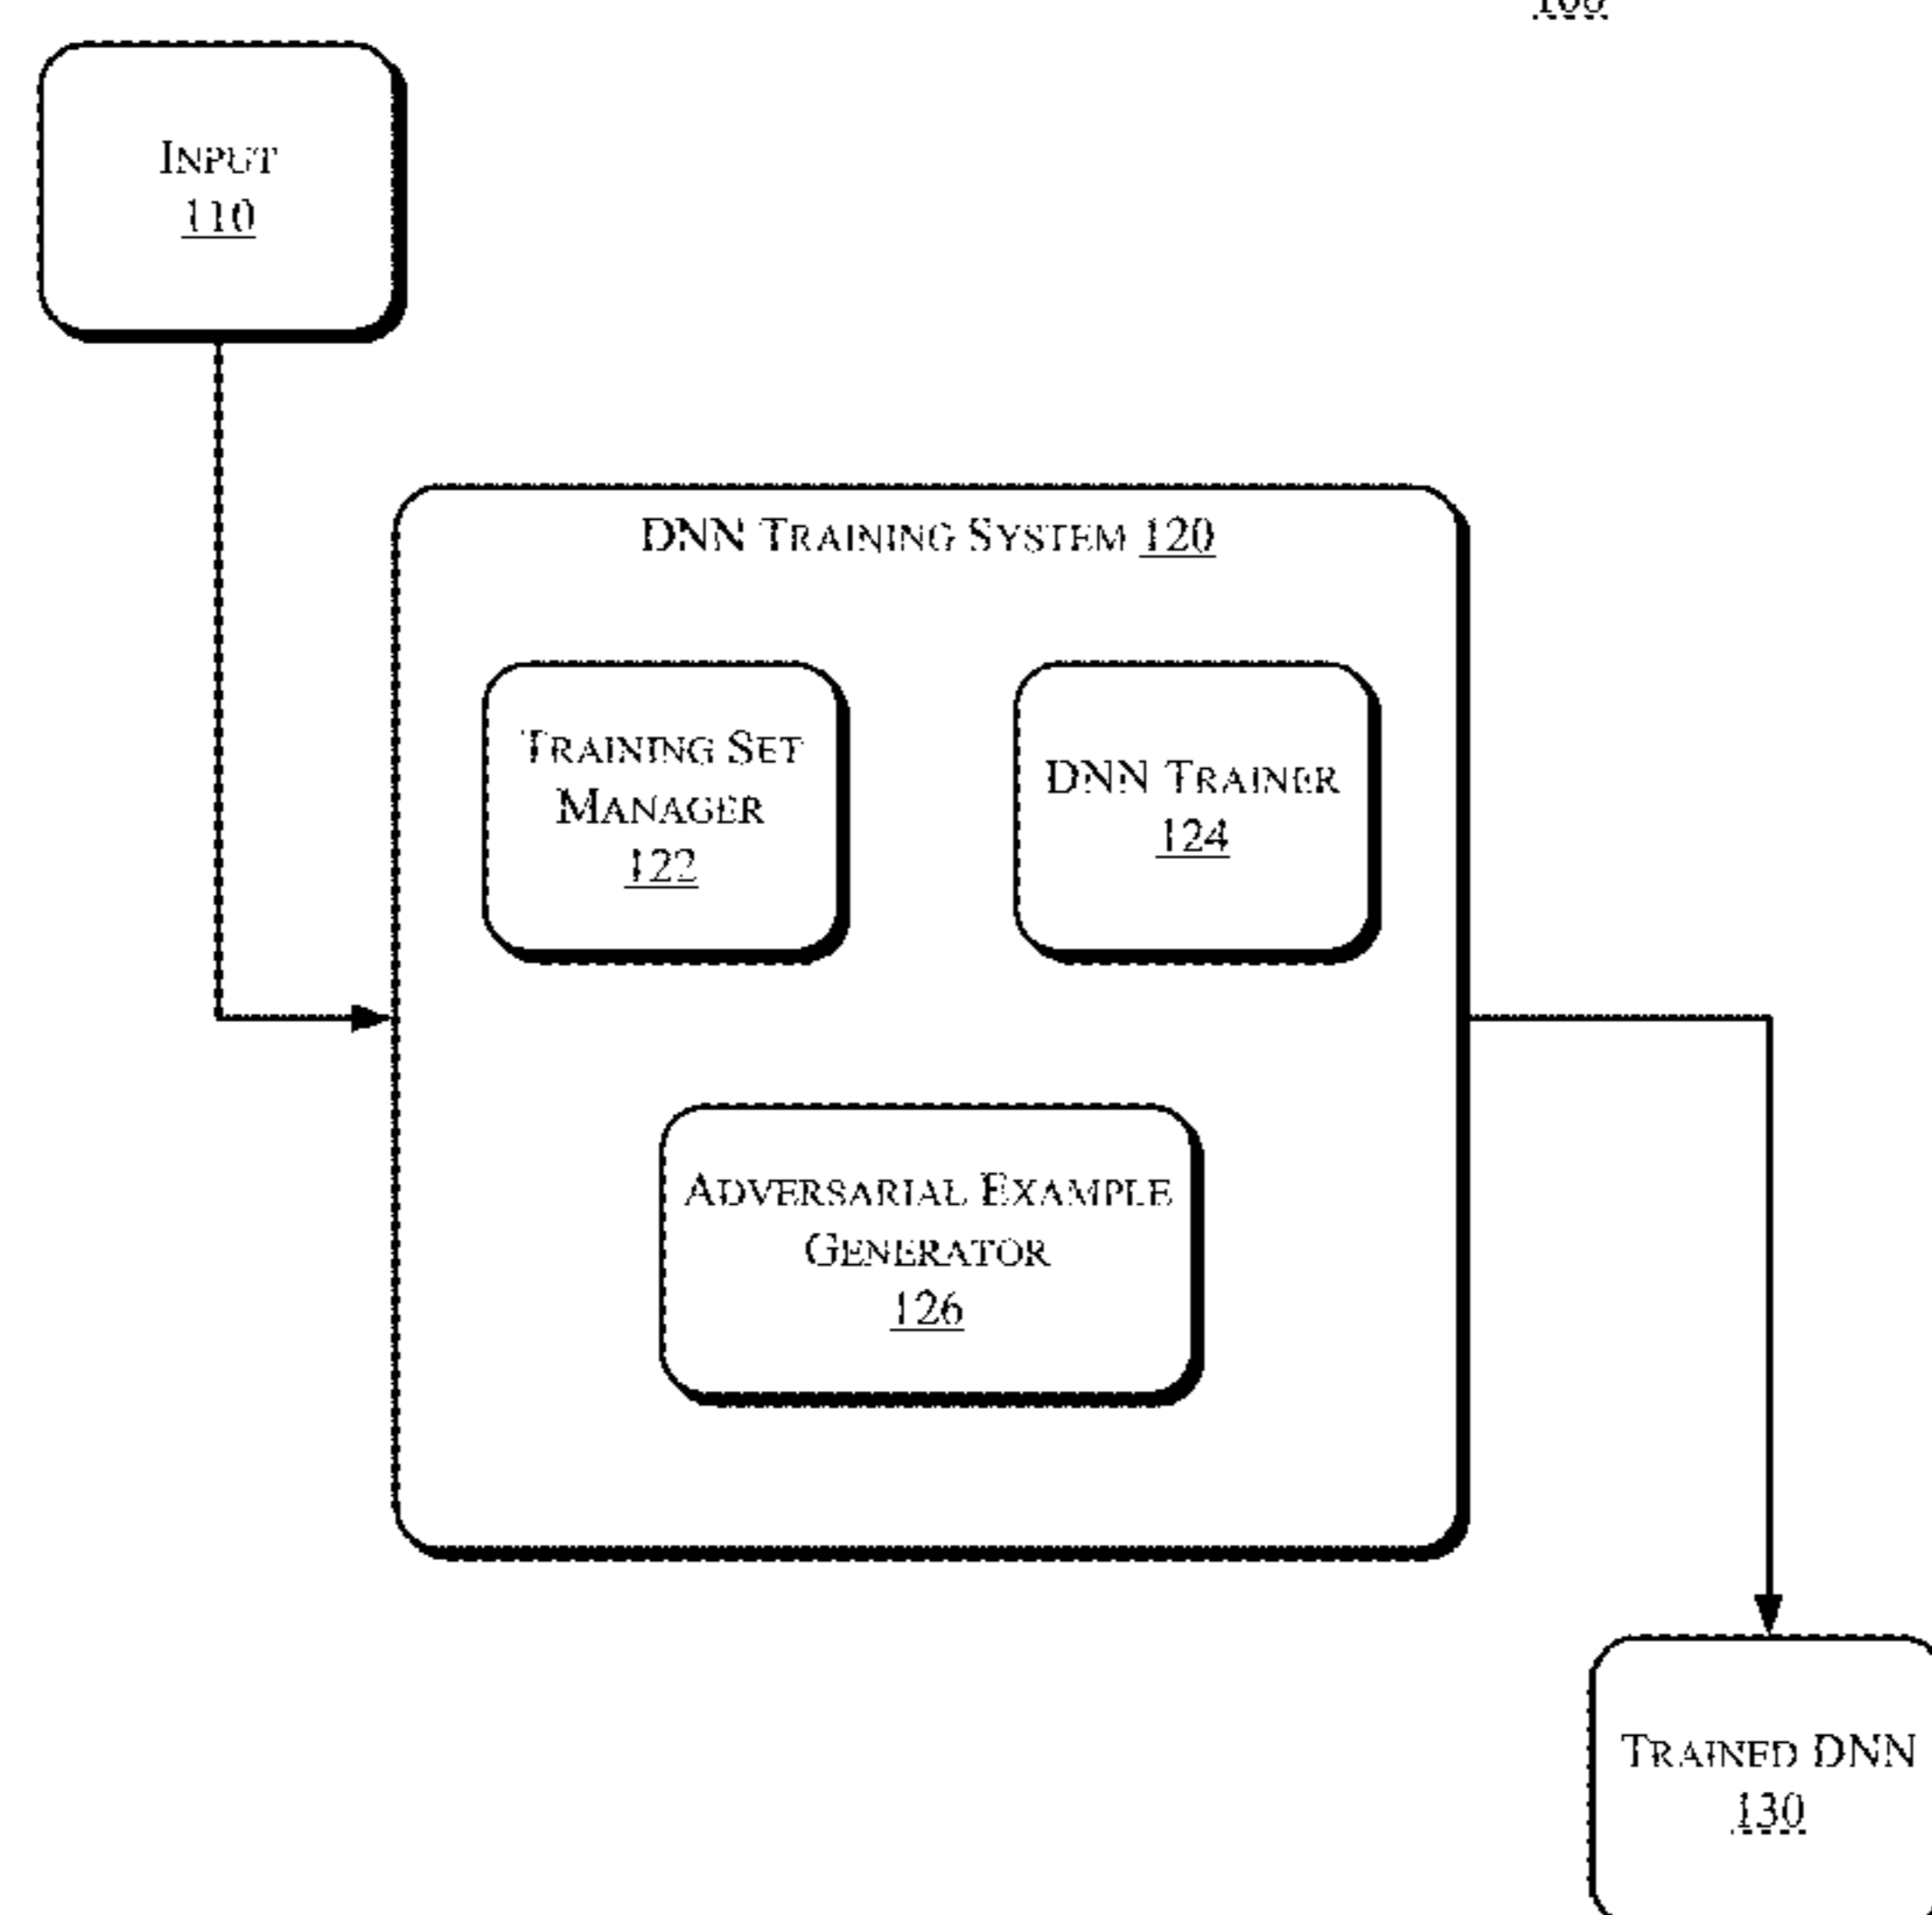 INPUT
110
DNN TRAINING SYSTEM 120
TRAINING SET
MANAGER
122
DNN TRAINER
124
ADVERSARIAL EXAMPLE
GENERATOR
126
TRAINED DNN
130